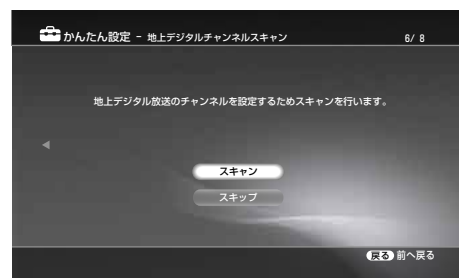 かんたん設定 - 地上デジタルチャンネルスキャン 6/ 8
地上デジタル放送のチャンネルを設定するためスキャンを行います。
スキャン
スキップ
戻る 前へ戻る